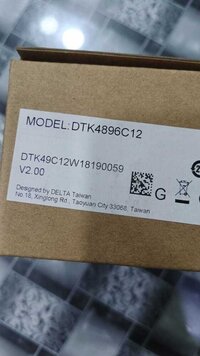 MODEL:DTK4896C12
DTK49C12W18190059
V2.00
G
Designed by DELTA Taiwan
No.18, Xinglong Rd., Taoyuan City 33068, Taiwan